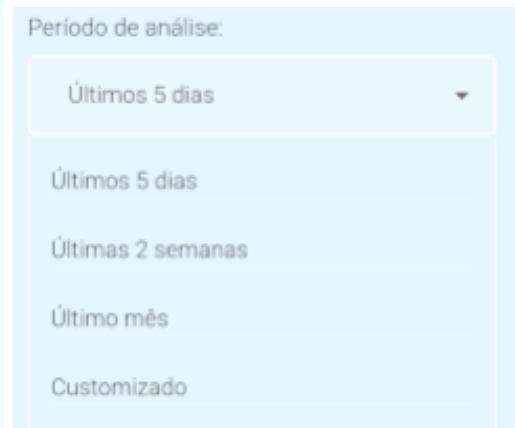 Período de análise:
Últimos 5 dias
Últimos 5 dias
Últimas 2 semanas
Último mês
Customizado